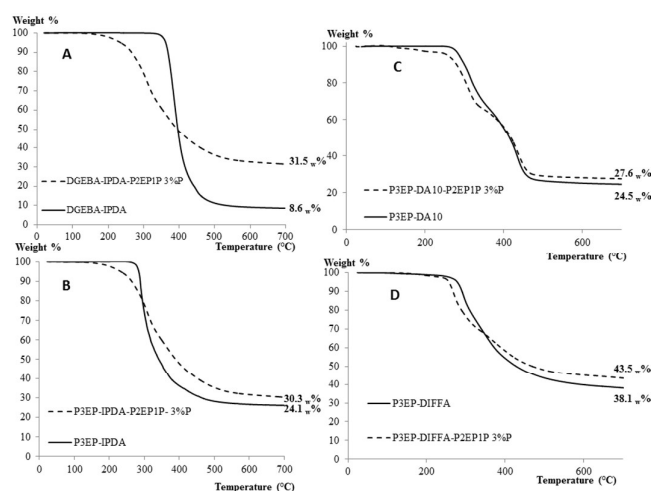 Weight %
100
90
80
70
60
50
40
30
20
10
0
A
31.5 w%
DGEBA-IPDA-P2EP1P 3%P
DGEBA-IPDA
8.6 w%
Temperature (°C)
0 100 200 300 400 500 600 700
Weight %
100
80
60
40
20
0
C
27.6 w%
P3EP-DA10-P2EP1P 3%P
P3EP-DA10
24.5 w%
Temperature (°C)
0 200 400 600
Weight %
100
90
80
70
60
50
40
30
20
10
0
B
30.3 w%
P3EP-IPDA-P2EP1P- 3%P
24.1 w%
P3EP-IPDA
0 100 200 300 400 500 600 700
Temperature (°C)
Weight %
100
90
80
70
60
50
40
30
20
10
0
D
43.5 w%
P3EP-DIFFA
38.1 w%
P3EP-DIFFA-P2EP1P 3%P
0 200 400 600
Temperature (°C)